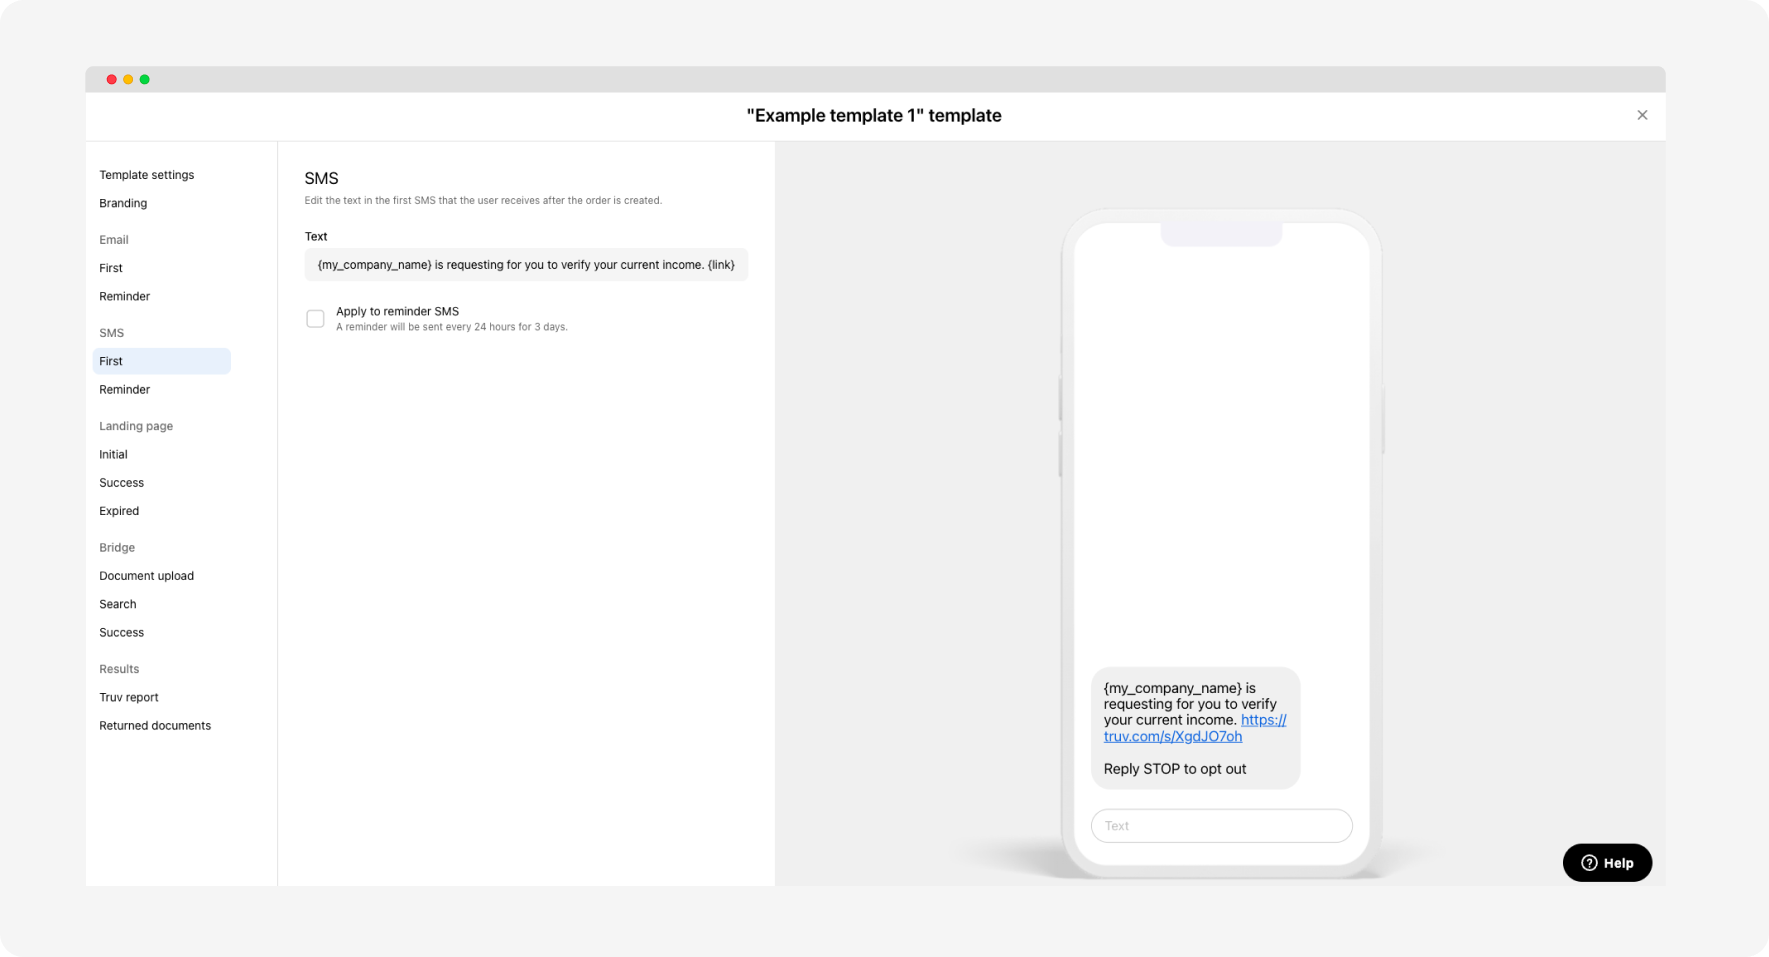 "Example template 1" template
Template settings
Branding
Email
First
Reminder
SMS
First
Reminder
Landing page
Initial
Success
Expired
Bridge
Document upload
Search
Success
Results
Truv report
Returned documents
SMS
Edit the text in the first SMS that the user receives after the order is created.
Text
{my_company_name} is requesting for you to verify your current income. {link}
Apply to reminder SMS
A reminder will be sent every 24 hours for 3 days.
{my_company_name} is
requesting for you to verify
your current income. https://
truv.com/s/XgdJO7oh
Reply STOP to opt out
Text
Help